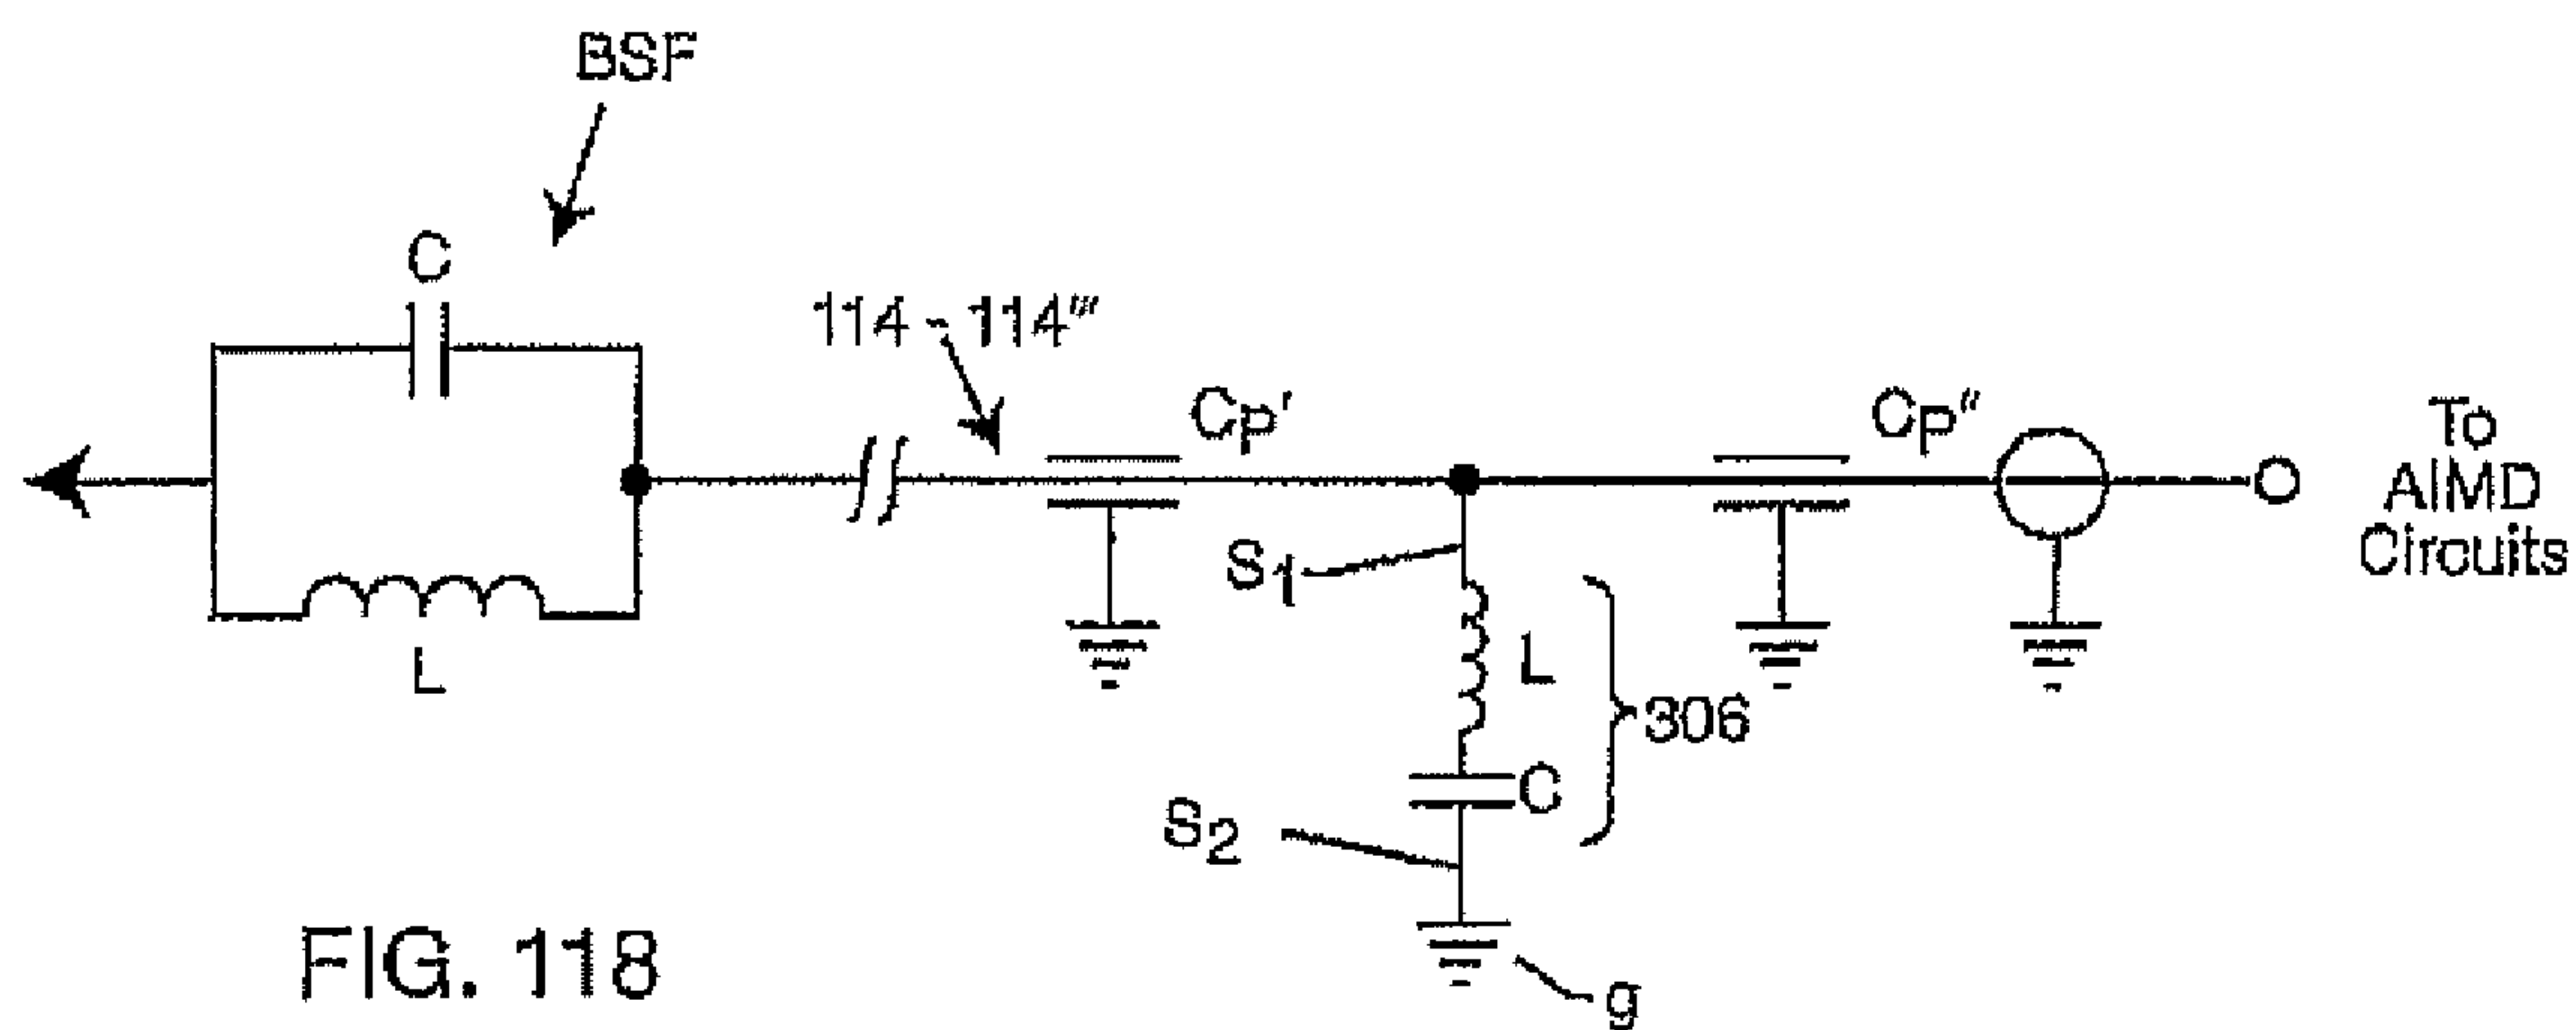 BSF
C
114 - 114‴
CP'
CP"
To
AIMD
Circuits
S1
L
L
306
C
S2
g
FIG. 118